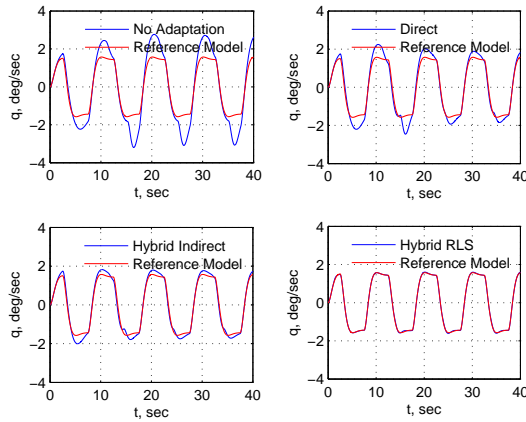 No Adaptation
Reference Model
q, deg/sec
4
2
0
−2
−4
0
10
20
30
40
t, sec
Direct
Reference Model
q, deg/sec
4
2
0
−2
−4
0
10
20
30
40
t, sec
Hybrid Indirect
Reference Model
q, deg/sec
4
2
0
−2
−4
0
10
20
30
40
t, sec
Hybrid RLS
Reference Model
q, deg/sec
4
2
0
−2
−4
0
10
20
30
40
t, sec